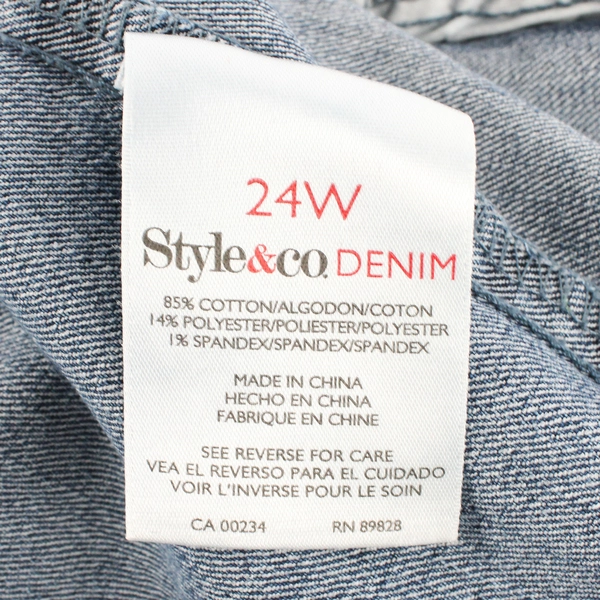 24W
Style&co. DENIM
85% COTTON/ALGODON/COTON
14% POLYESTER/POLIESTER/POLYESTER
1% SPANDEX/SPANDEX/SPANDEX
MADE IN CHINA
HECHO EN CHINA
FABRIQUE EN CHINE
SEE REVERSE FOR CARE
VEA EL REVERSO PARA EL CUIDADO
VOIR L'INVERSE POUR LE SOIN
CA 00234 RN 89828